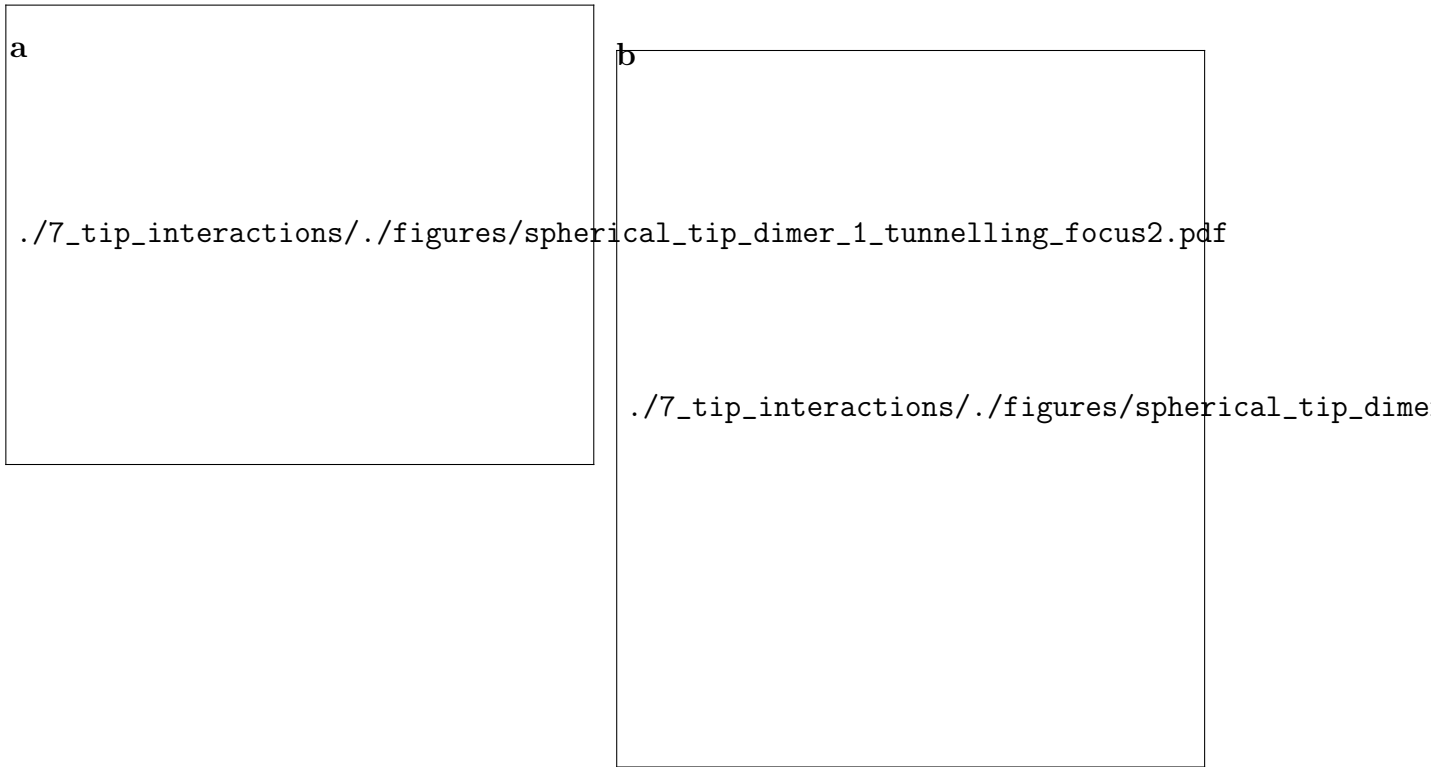 a
b
./7_tip_interactions/./figures/spherical_tip_dimer_1_tunnelling_focus2.pdf
./7_tip_interactions/./figures/spherical_tip_dime